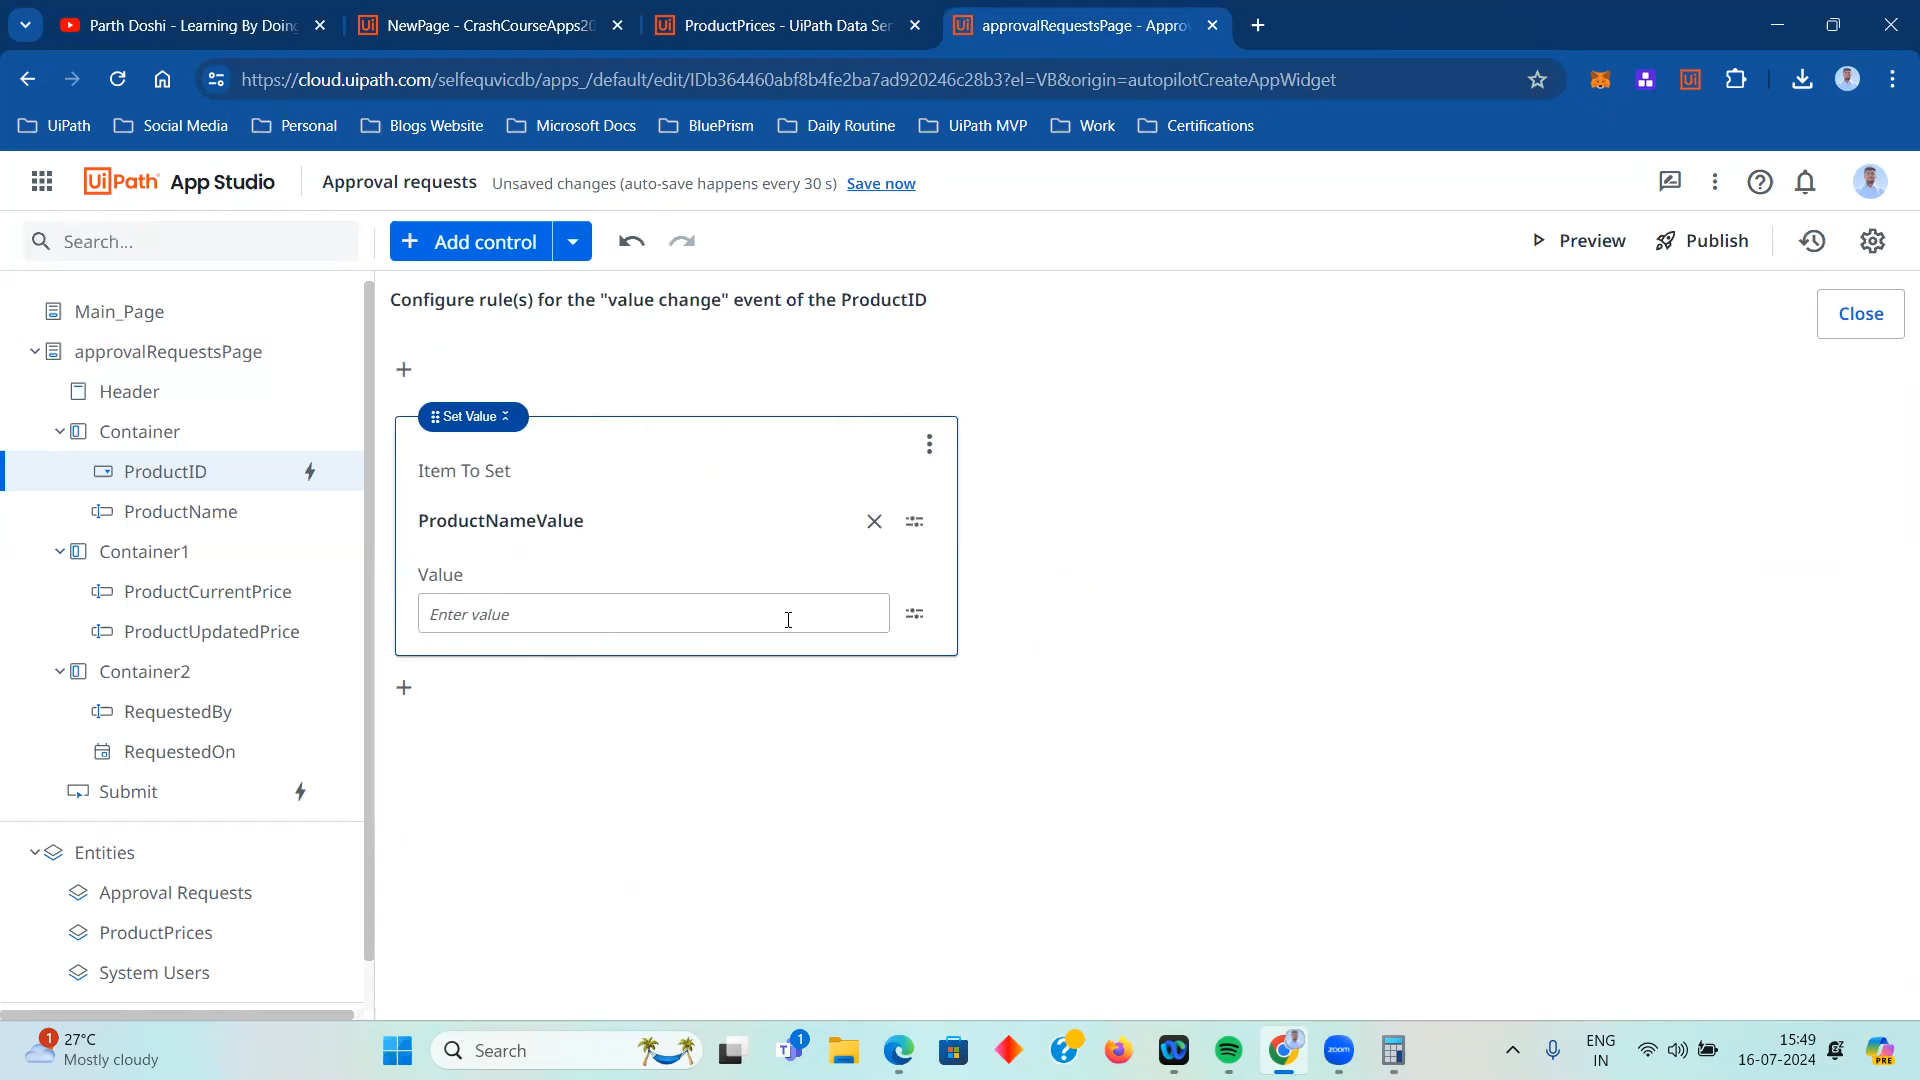 Parth Doshi - Learning By Doing
NewPage - CrashCourseApps20
ProductPrices - UiPath Data Ser
approvalRequestsPage - Appro
https://cloud.uipath.com/selfequvicdb/apps_/default/edit/IDb364460abf8b4fe2ba7ad920246c28b3?el=VB&origin=autopilotCreateAppWidget
UiPath
Social Media
Personal
Blogs Website
Microsoft Docs
BluePrism
Daily Routine
UiPath MVP
Work
Certifications
UiPath App Studio
Approval requests
Unsaved changes (auto-save happens every 30 s) Save now
Search...
Add control
Preview
Publish
Configure rule(s) for the "value change" event of the ProductID
Close
Main_Page
approvalRequestsPage
Header
Container
ProductID
ProductName
Container1
ProductCurrentPrice
ProductUpdatedPrice
Container2
RequestedBy
RequestedOn
Submit
Entities
Approval Requests
ProductPrices
System Users
Set Value
Item To Set
ProductNameValue
Value
Enter value
1
27°C
Mostly cloudy
Search
1
zoom
PRE
ENG
IN
15:49
16-07-2024